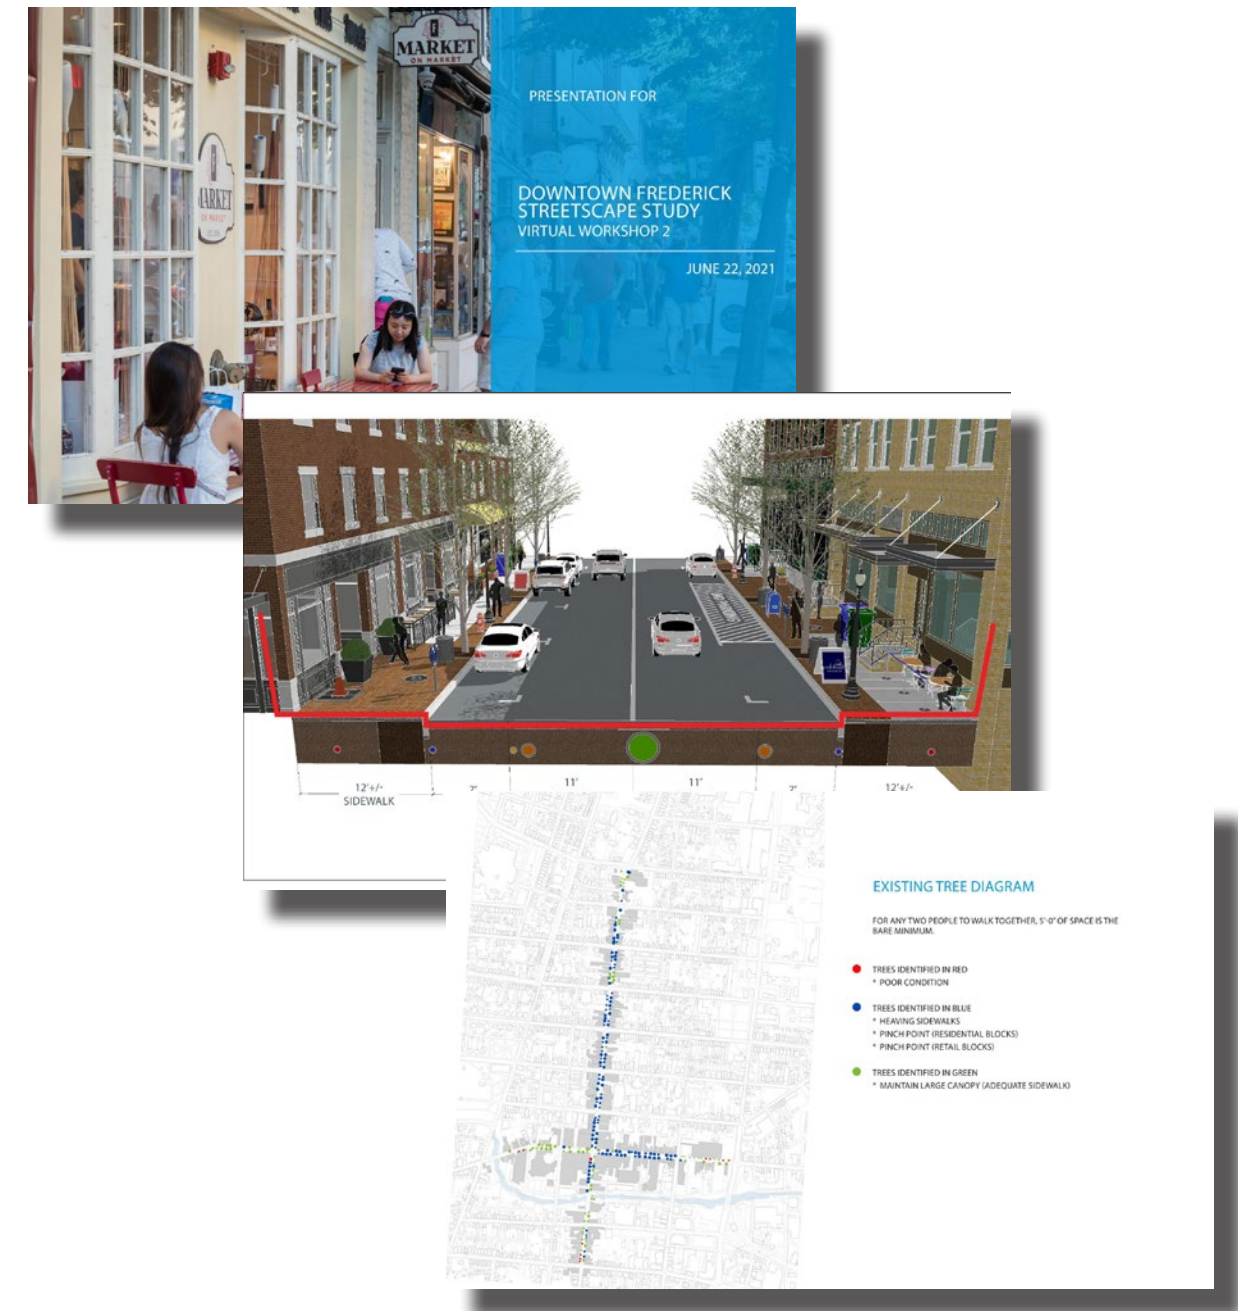 MARKET
ON MARKET
MARKET
ON MARKET
PRESENTATION FOR
DOWNTOWN FREDERICK
STREETSCAPE STUDY
VIRTUAL WORKSHOP 2
JUNE 22, 2021
12'+/-
SIDEWALK
11'
11'
12'+/-
EXISTING TREE DIAGRAM
FOR ANY TWO PEOPLE TO WALK TOGETHER, 5'-0" OF SPACE IS THE
BARE MINIMUM.
TREES IDENTIFIED IN RED
* POOR CONDITION
TREES IDENTIFIED IN BLUE
* HEAVING SIDEWALKS
* PINCH POINT (RESIDENTIAL BLOCKS)
* PINCH POINT (RETAIL BLOCKS)
TREES IDENTIFIED IN GREEN
* MAINTAIN LARGE CANOPY (ADEQUATE SIDEWALK)